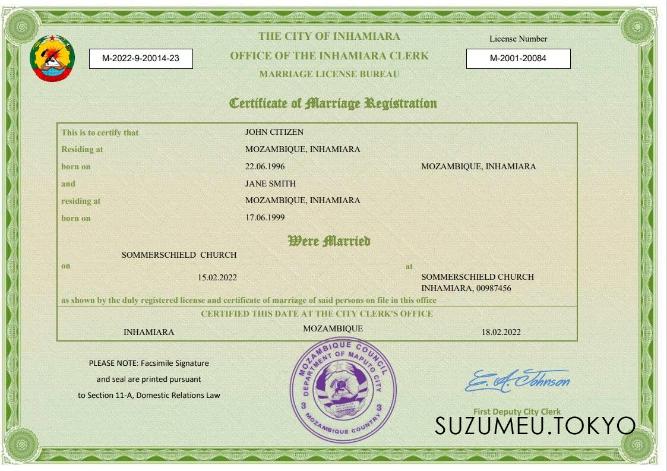 THE CITY OF INHAMIARA
License Number
M-2022-9-20014-23
OFFICE OF THE INHAMIARA CLERK
M-2001-20084
MARRIAGE LICENSE BUREAU
Certificate of Marriage Registration
This is to certify that JOHN CITIZEN
Residing at MOZAMBIQUE, INHAMIARA
born on 22.06.1996 MOZAMBIQUE, INHAMIARA
and JANE SMITH
residing at MOZAMBIQUE, INHAMIARA
born on 17.06.1999
Were Married
SOMMERSCHIELD CHURCH
on 15.02.2022
at SOMMERSCHIELD CHURCH
INHAMIARA, 00987456
as shown by the duly registered license and certificate of marriage of said persons on file in this office
CERTIFIED THIS DATE AT THE CITY CLERK'S OFFICE
INHAMIARA MOZAMBIQUE 18.02.2022
PLEASE NOTE: Facsimile Signature
and seal are printed pursuant
to Section 11-A, Domestic Relations Law
MOZAMBIQUE COUNCIL
DEPARTMENT OF MAPUTO CITY
MOZAMBIQUE COUNTRY
E. A. Johnson
First Deputy City Clerk
SUZUMEU.TOKYO